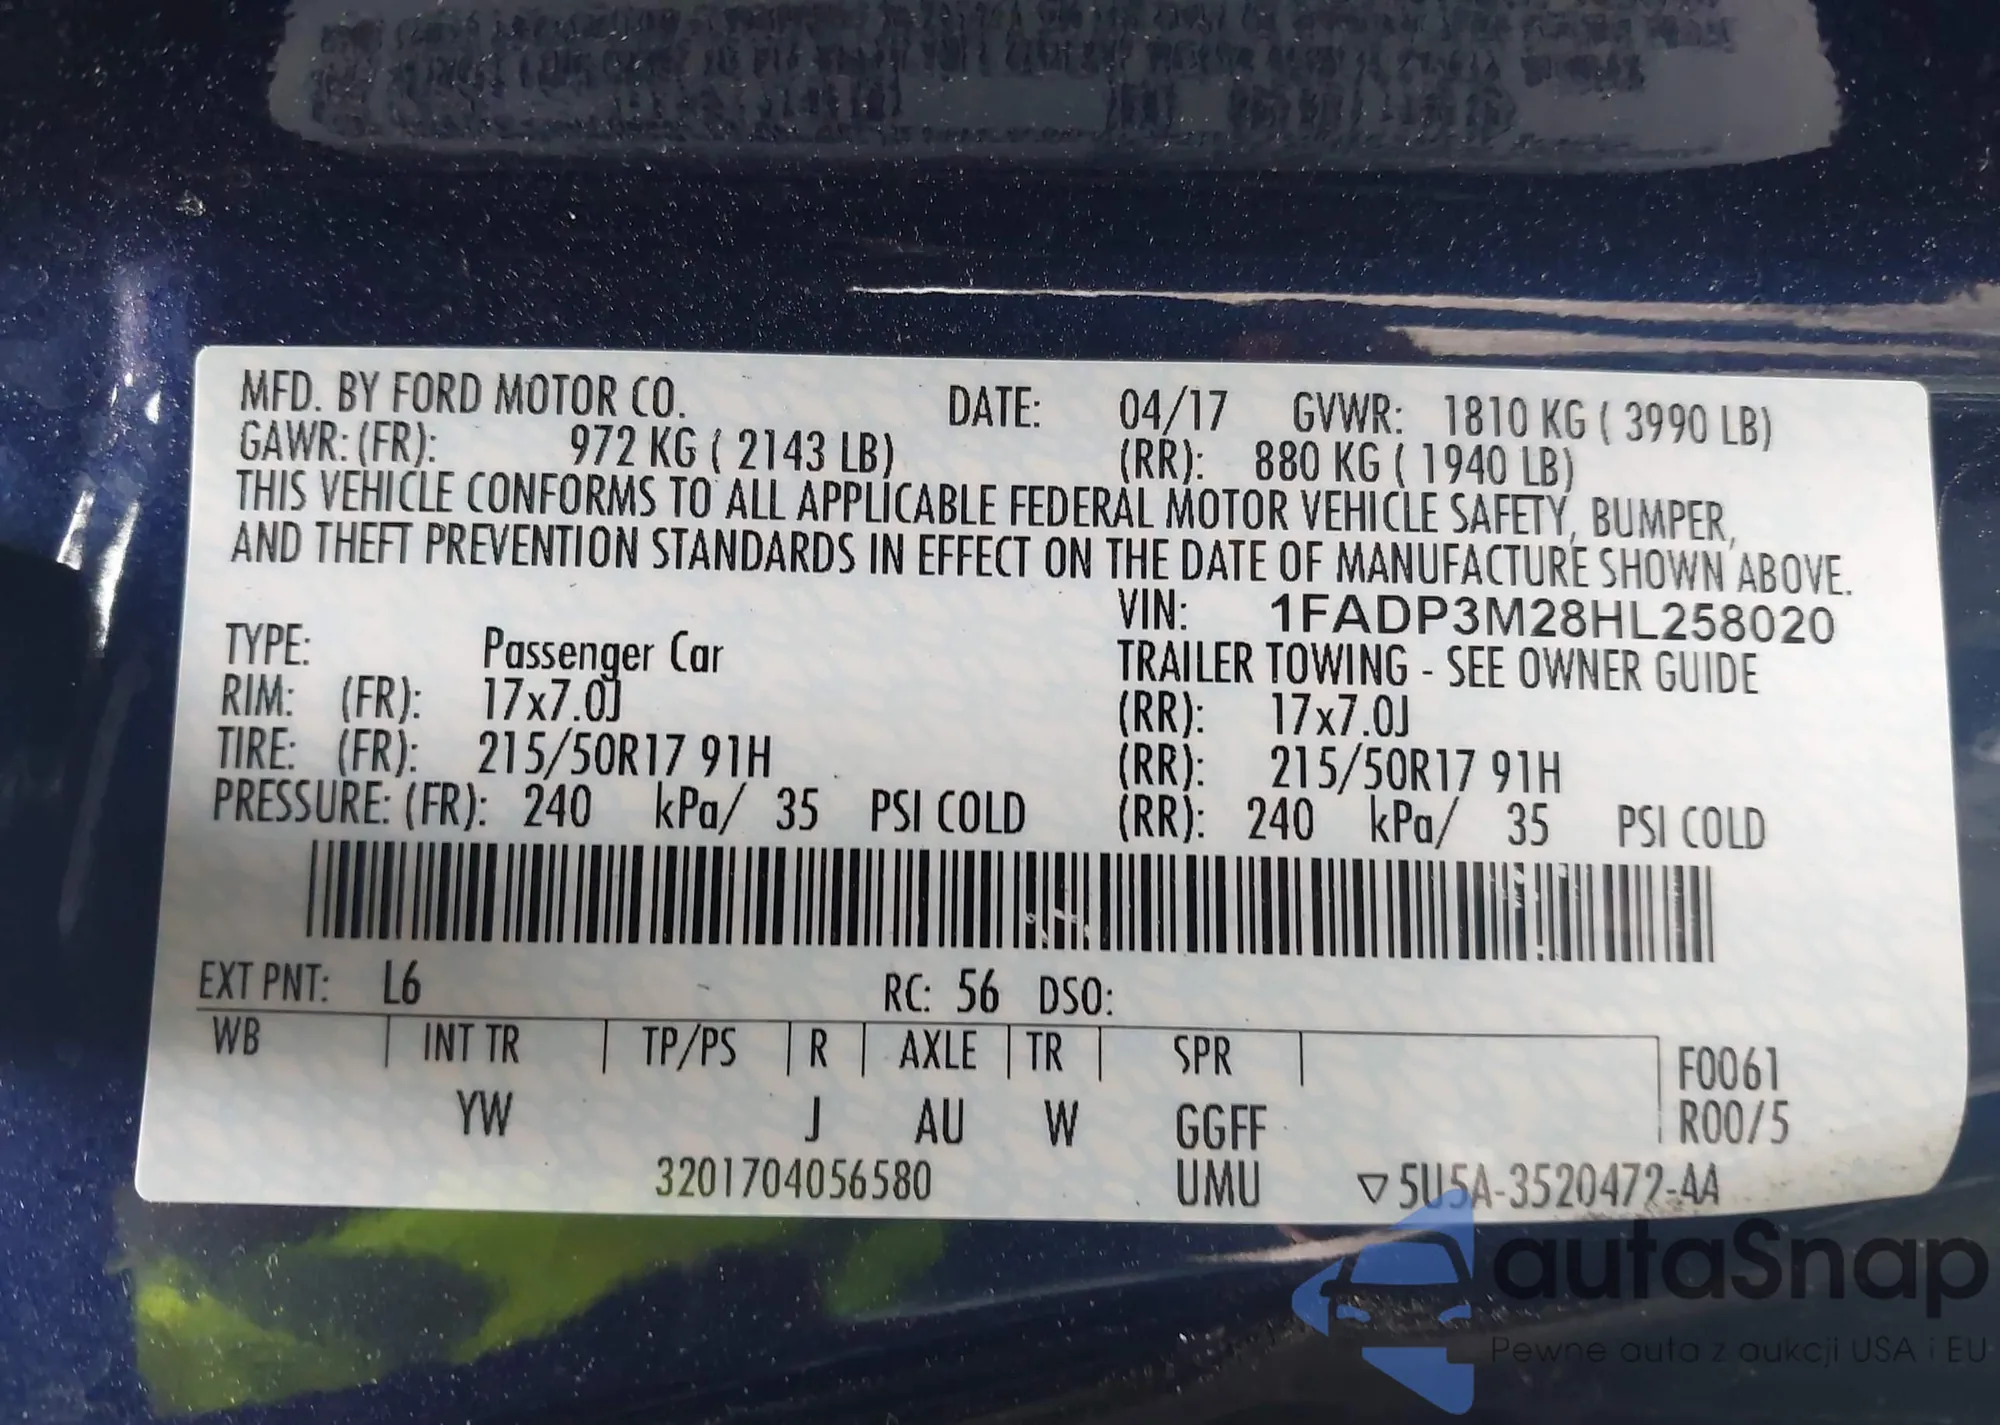 MFD. BY FORD MOTOR CO. DATE: 04/17 GVWR: 1810 KG ( 3990 LB)
GAWR: (FR): 972 KG ( 2143 LB) (RR): 880 KG ( 1940 LB)
THIS VEHICLE CONFORMS TO ALL APPLICABLE FEDERAL MOTOR VEHICLE SAFETY, BUMPER,
AND THEFT PREVENTION STANDARDS IN EFFECT ON THE DATE OF MANUFACTURE SHOWN ABOVE.
VIN: 1FADP3M28HL258020
TYPE: Passenger Car TRAILER TOWING - SEE OWNER GUIDE
RIM: (FR): 17x7.0J (RR): 17x7.0J
TIRE: (FR): 215/50R17 91H (RR): 215/50R17 91H
PRESSURE: (FR): 240 kPa/ 35 PSI COLD (RR): 240 kPa/ 35 PSI COLD
EXT PNT: L6 RC: 56 DSO:
WB INT TR TP/PS R AXLE TR SPR F0061
YW J AU W GGFF R00/5
3201704056580 UMU ▽5U5A-3520472-AA
autaSnap
Pewne auta z aukcji USA i EU